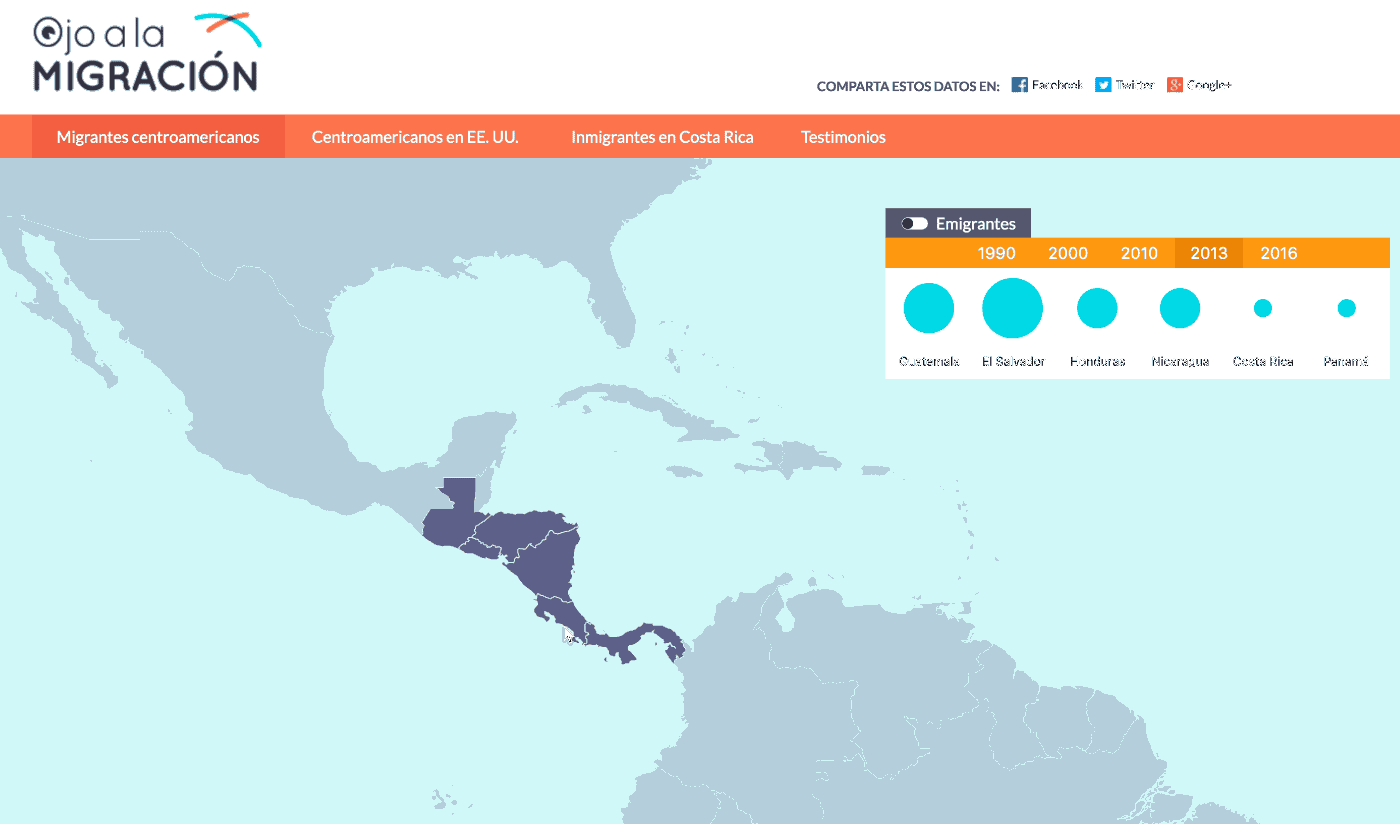 Ojo a la
MIGRACIÓN
COMPARTA ESTOS DATOS EN: Facebook Twitter Google+
Migrantes centroamericanos Centroamericanos en EE. UU. Inmigrantes en Costa Rica Testimonios
Emigrantes
1990 2000 2010 2013 2016
Guatemala El Salvador Honduras Nicaragua Costa Rica Panamá